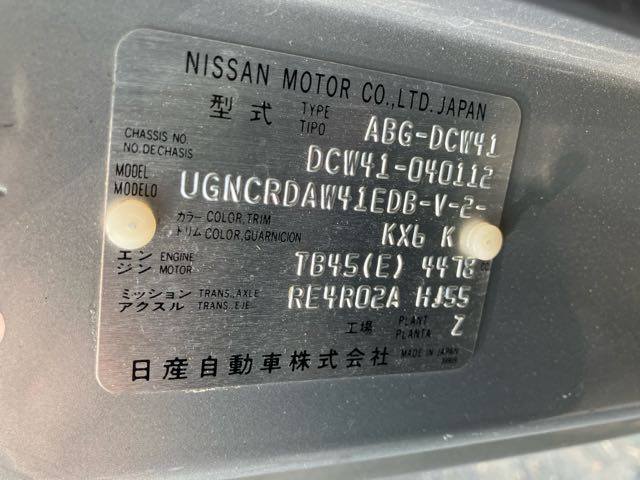 NISSAN MOTOR CO.,LTD.JAPAN
型式 TYPE TIPO ABG-DCW41
CHASSIS NO. NO.DECHASIS DCW41-040112
MODEL MODELO UGNCRDAW41EDB-V-2-
カラー COLOR,TRIM
トリム COLOR,GUARNICION KX6 K
エンジン ENGINE MOTOR TB45(E) 4478 cc
ミッション TRANS.,AXLE
アクスル TRANS.,EJE RE4R02A HJ55
工場 PLANT PLANTA Z
日産自動車株式会社 MADE IN JAPAN